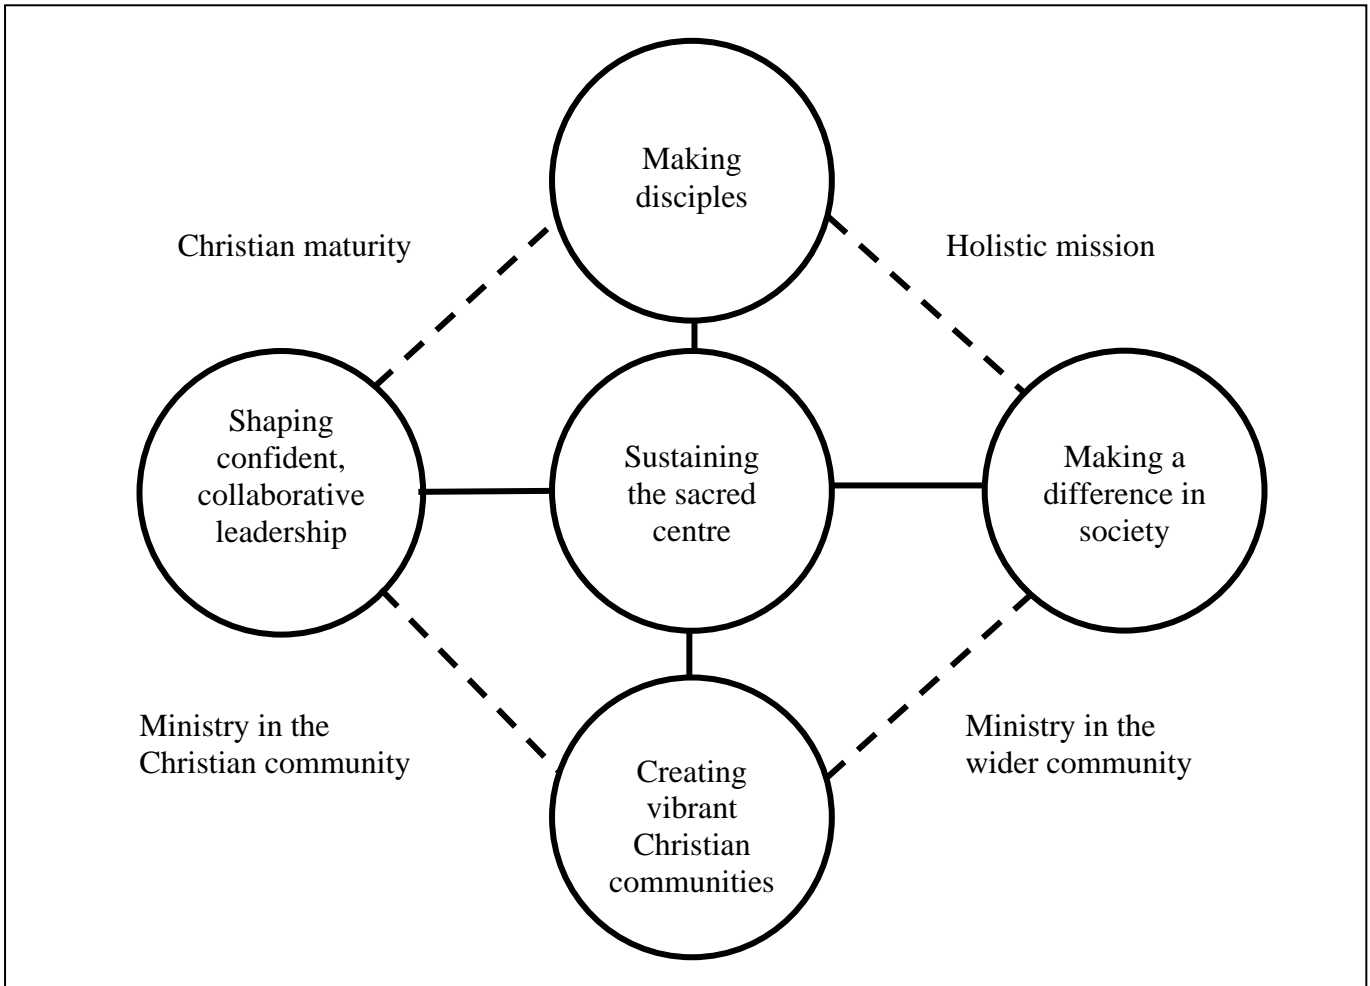 Making
disciples
Christian maturity
Holistic mission
Shaping
confident,
collaborative
leadership
Sustaining
the sacred
centre
Making a
difference in
society
Ministry in the
Christian community
Ministry in the
wider community
Creating
vibrant
Christian
communities